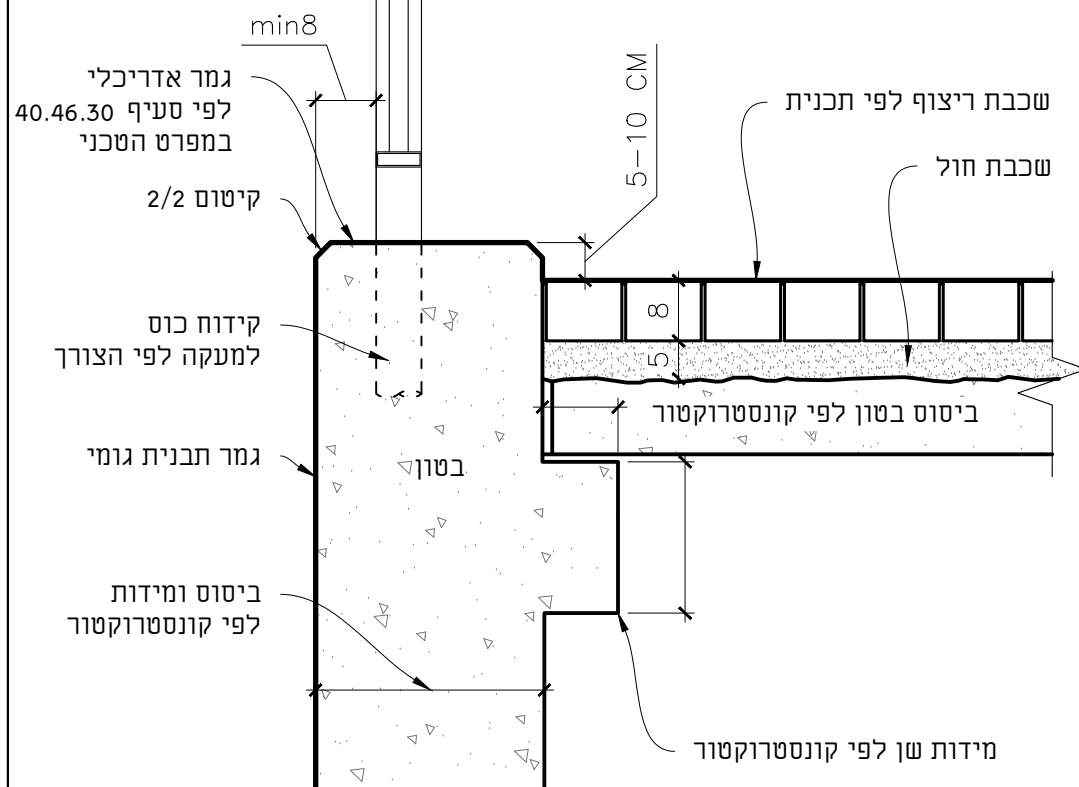 min8
גמר אדריכלי
לפי סעיף 40.46.30
במפרט הטכני
קיטום 2/2
קידוח כוס
למעקה לפי הצורך
גמר תבנית גומי
ביסוס ומידות
לפי קונסטרוקטור
בטון
5-10 CM
שכבת ריצוף לפי תכנית
שכבת חול
8
5
ביסוס בטון לפי קונסטרוקטור
מידות שן לפי קונסטרוקטור